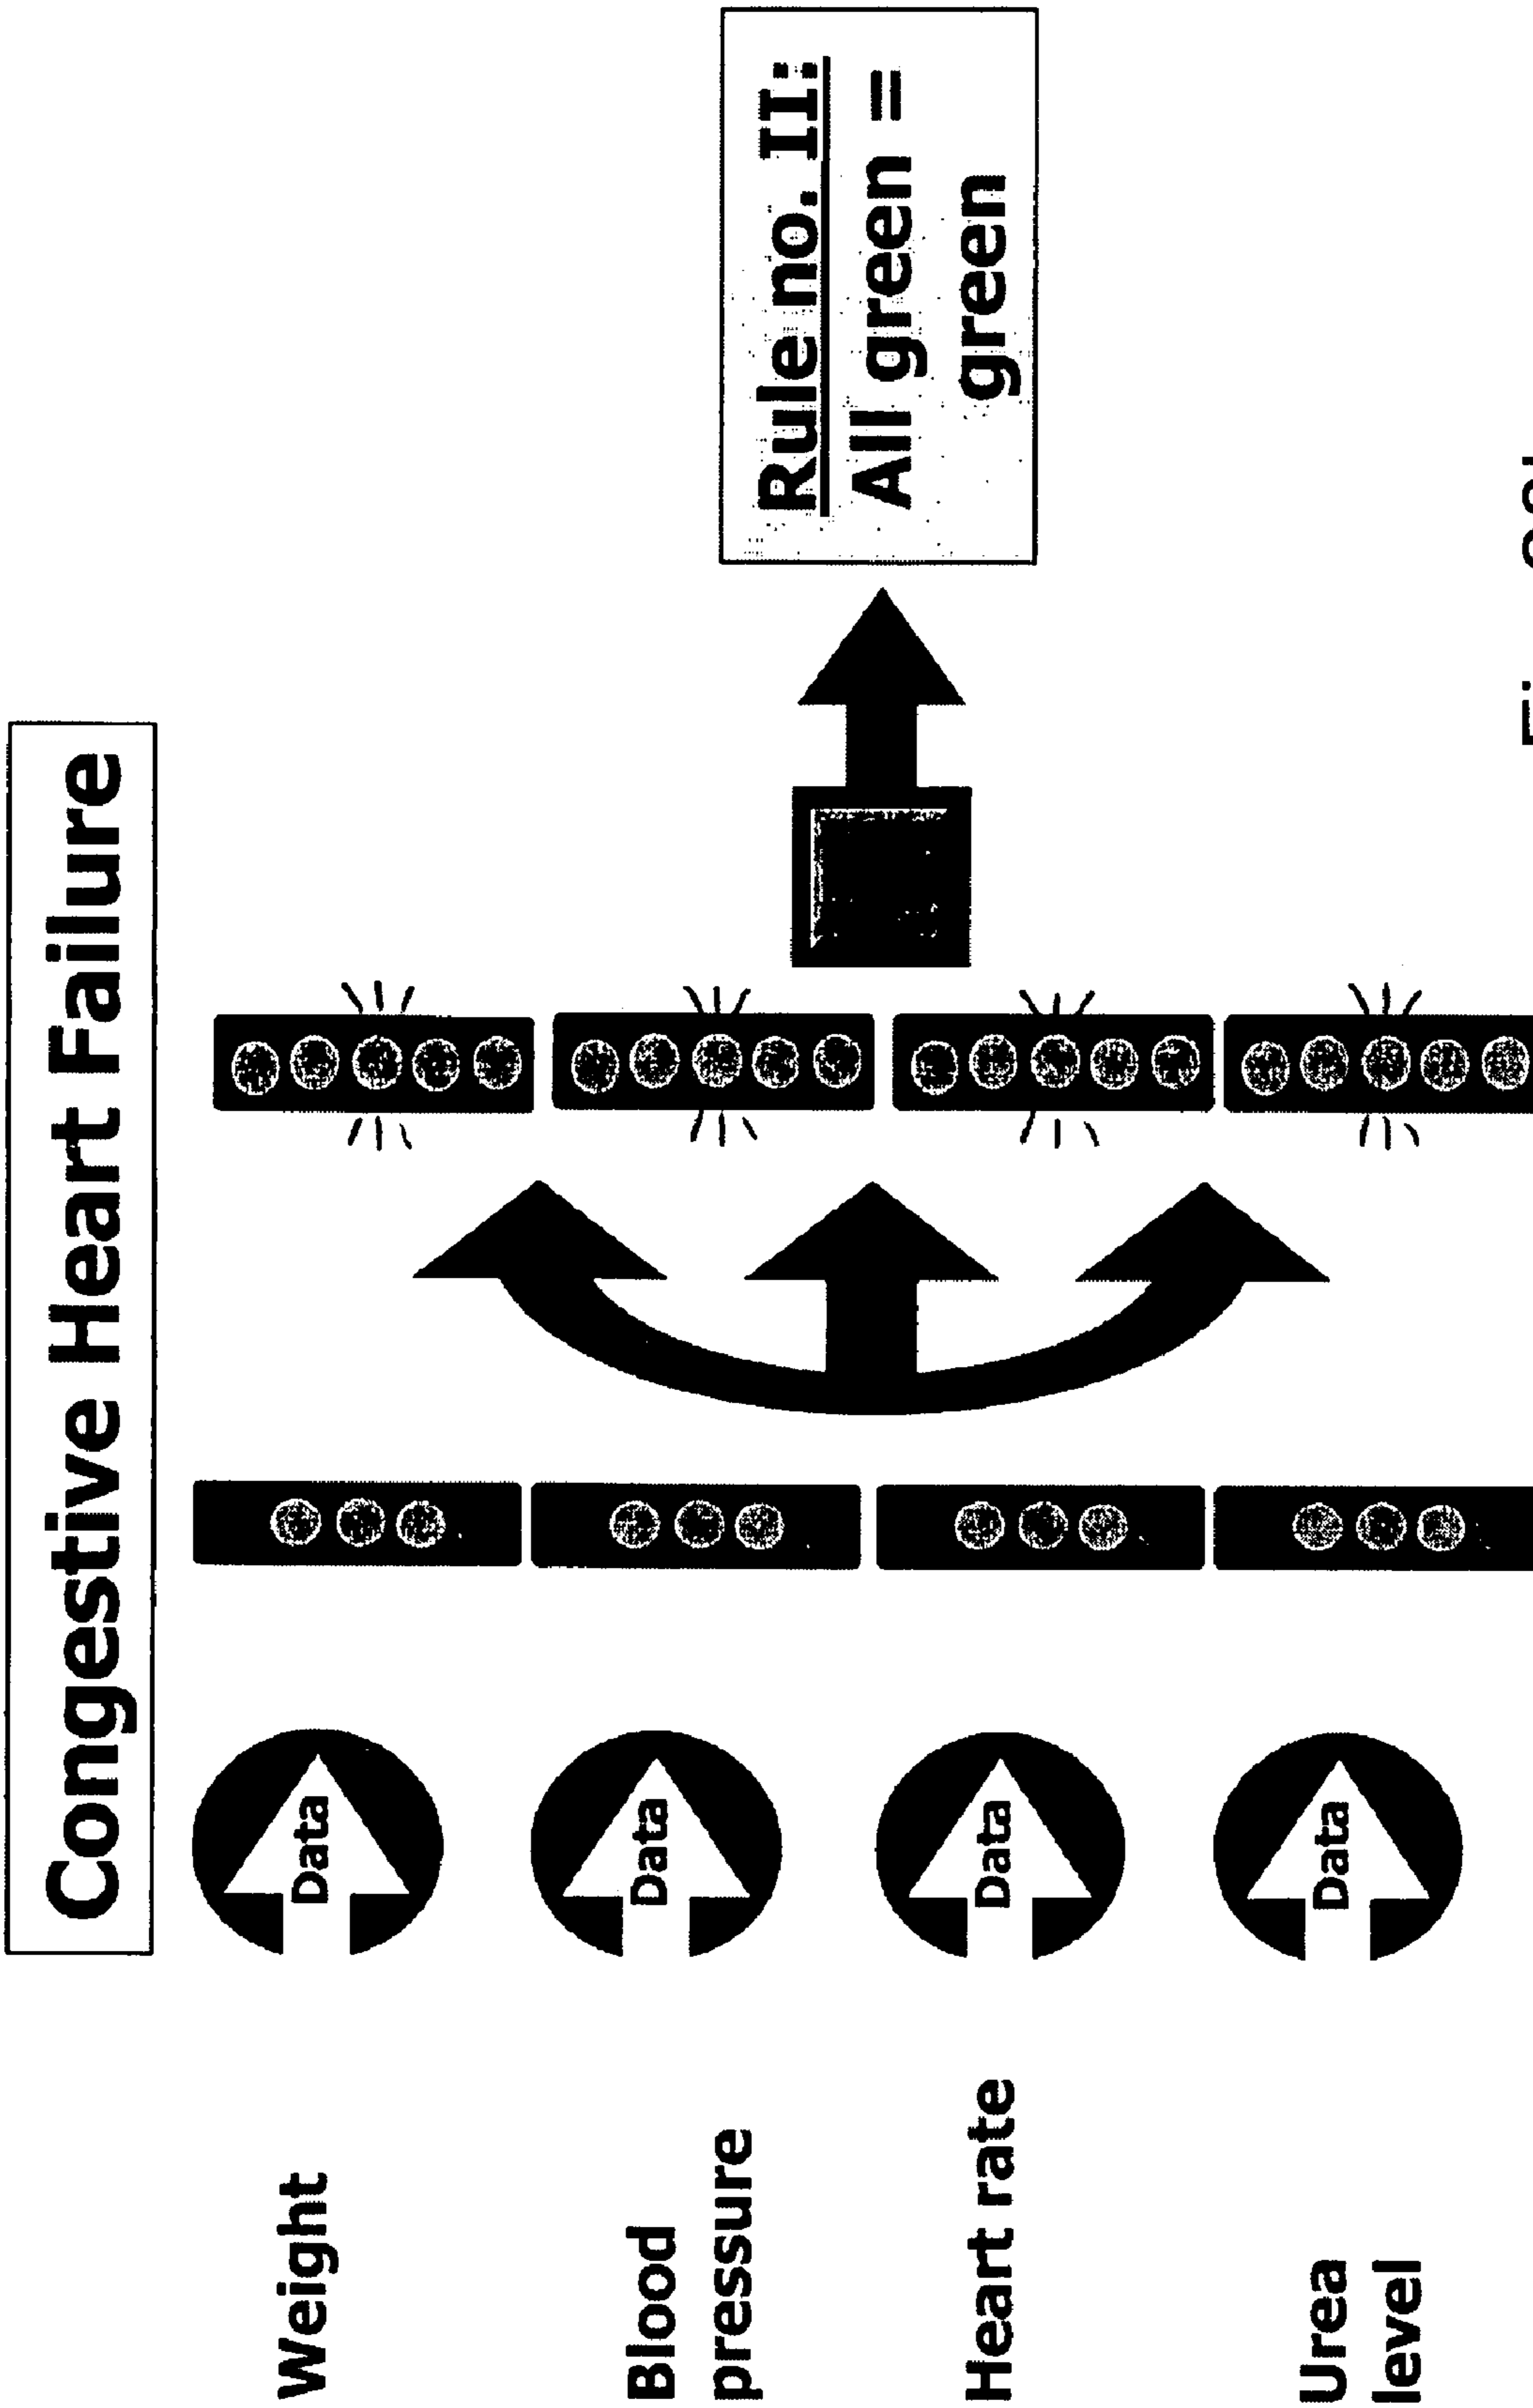 Congestive Heart Failure
Weight
Data
Blood
pressure
Data
Heart rate
Data
Urea
level
Data
Rule no. II:
All green =
green